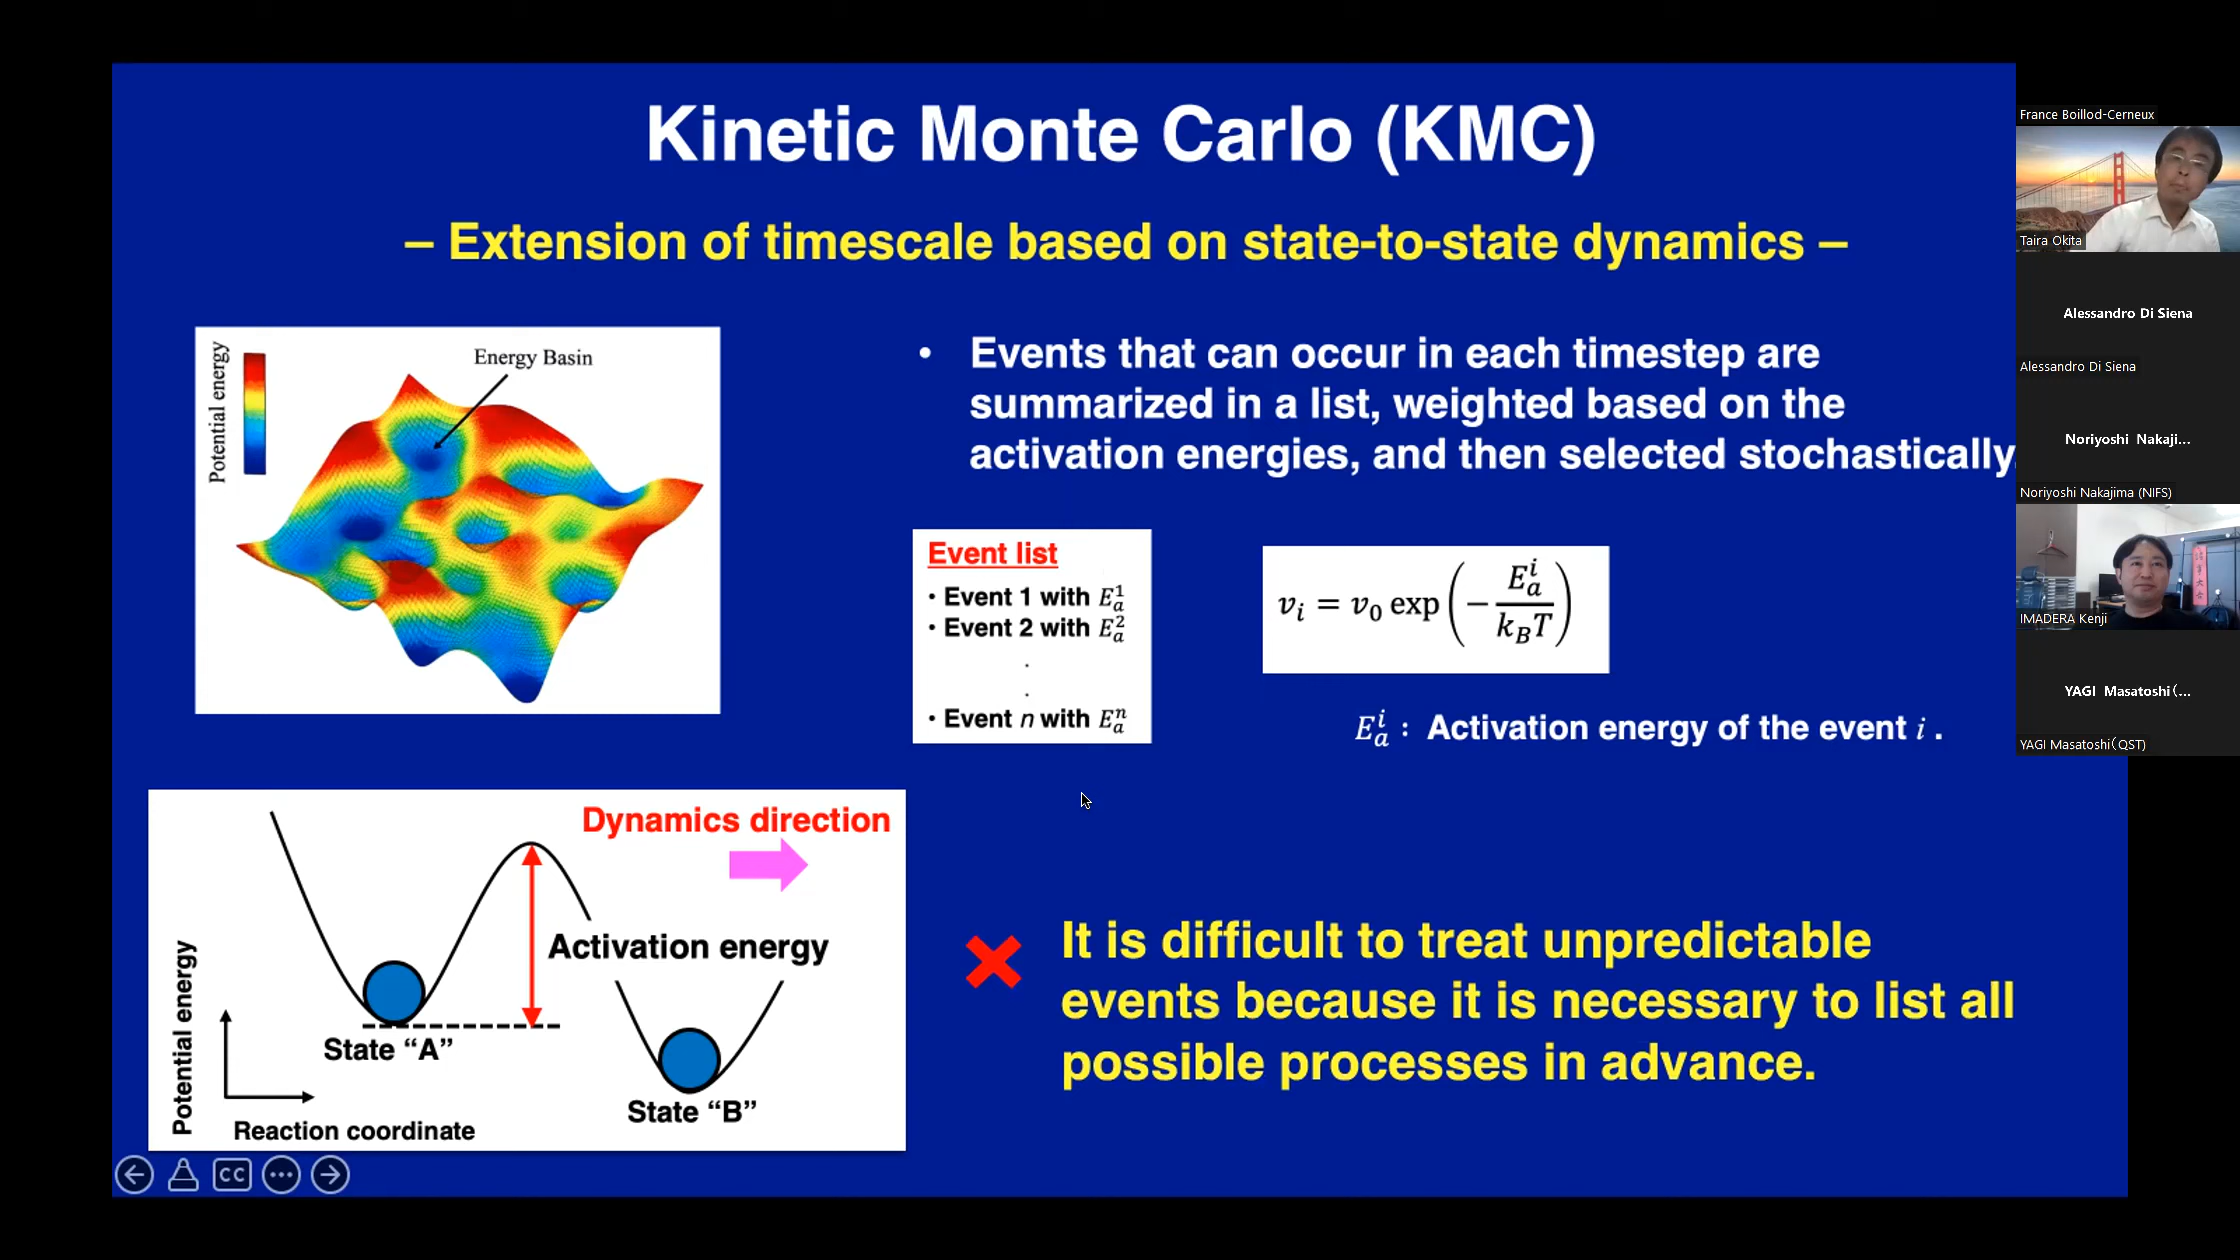 Kinetic Monte Carlo (KMC)
– Extension of timescale based on state-to-state dynamics –
Potential energy
Energy Basin
• Events that can occur in each timestep are
summarized in a list, weighted based on the
activation energies, and then selected stochastically.
Event list
• Event 1 with E_a^1
• Event 2 with E_a^2
.
.
• Event n with E_a^n
ν_i = ν_0 exp(−E_a^i / k_B T)
E_a^i : Activation energy of the event i .
Dynamics direction
Activation energy
Potential energy
State “A”
State “B”
Reaction coordinate
It is difficult to treat unpredictable
events because it is necessary to list all
possible processes in advance.
CC
France Boillod-Cerneux
Taira Okita
Alessandro Di Siena
Alessandro Di Siena
Noriyoshi Nakaji...
Noriyoshi Nakajima (NIFS)
IMADERA Kenji
YAGI Masatoshi(...
YAGI Masatoshi(QST)